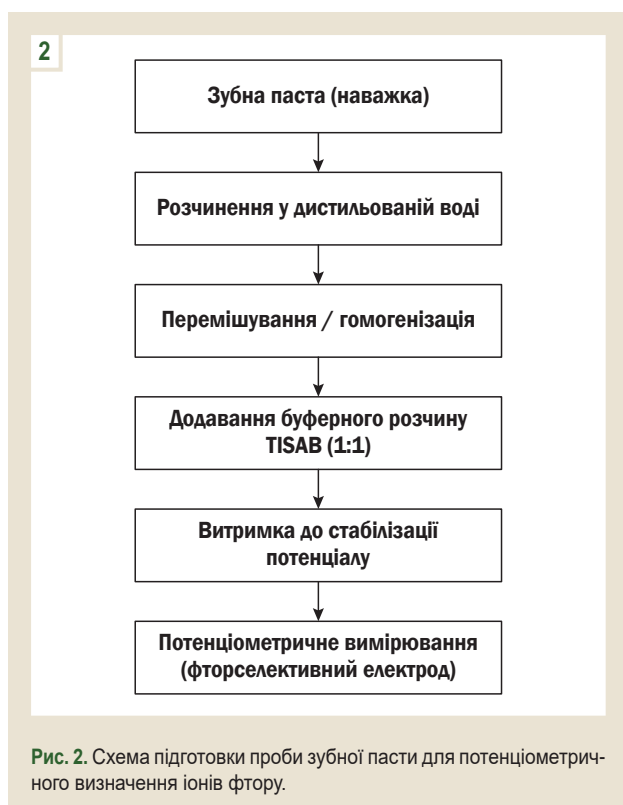 2
Зубна паста (наважка)
Розчинення у дистильованій воді
Перемішування / гомогенізація
Додавання буферного розчину
TISAB (1:1)
Витримка до стабілізації
потенціалу
Потенціометричне вимірювання
(фторселективний електрод)
Рис. 2. Схема підготовки проби зубної пасти для потенціометрич-
ного визначення іонів фтору.